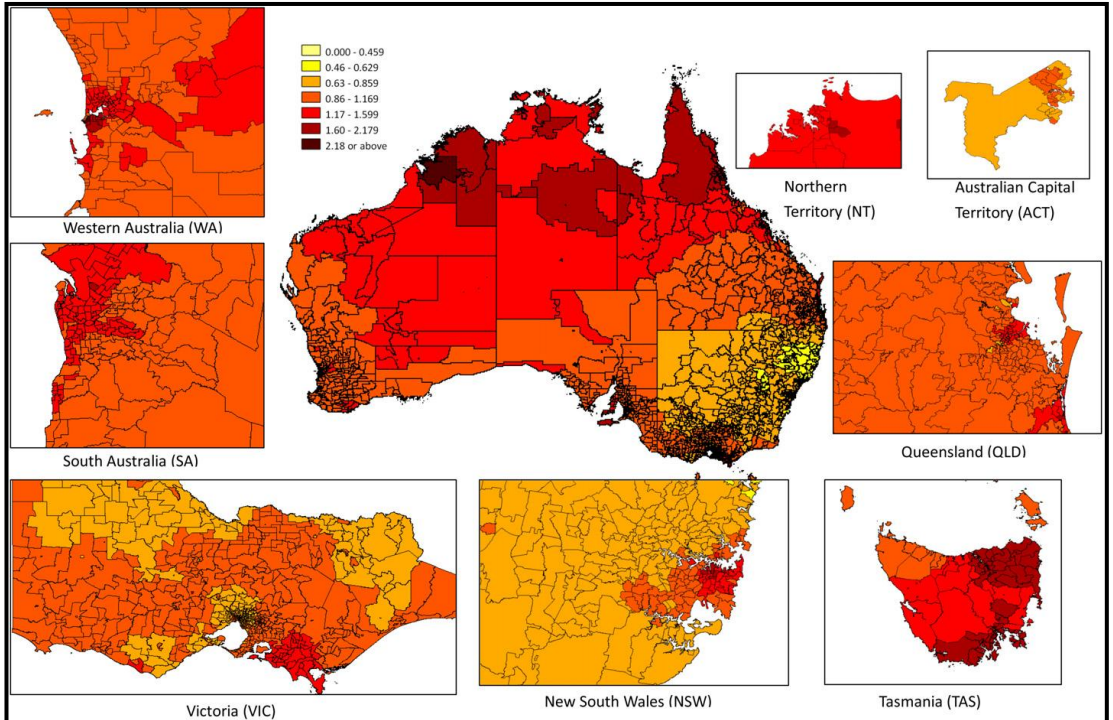 0.000 - 0.459
0.46 - 0.629
0.63 - 0.859
0.86 - 1.169
1.17 - 1.599
1.60 - 2.179
2.18 or above
Western Australia (WA)
Northern
Territory (NT)
Australian Capital
Territory (ACT)
South Australia (SA)
Queensland (QLD)
Victoria (VIC)
New South Wales (NSW)
Tasmania (TAS)